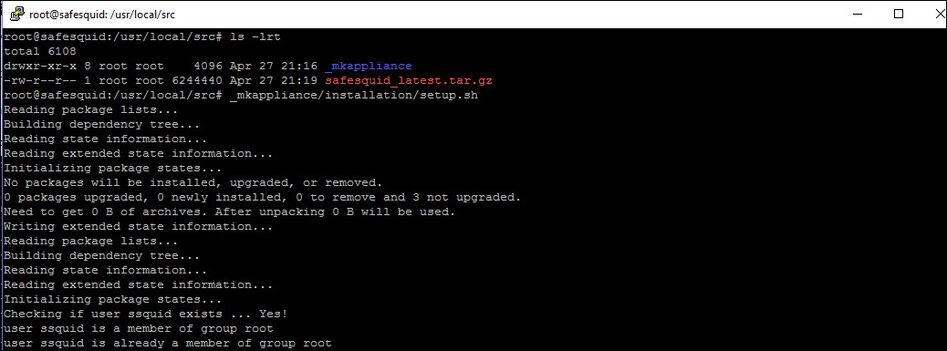 root@safesquid: /usr/local/src
root@safesquid:/usr/local/src# ls -lrt
total 6108
drwxr-xr-x 8 root root    4096 Apr 27 21:16 _mkappliance
-rw-r--r-- 1 root root 6244440 Apr 27 21:19 safesquid_latest.tar.gz
root@safesquid:/usr/local/src# _mkappliance/installation/setup.sh
Reading package lists...
Building dependency tree...
Reading state information...
Reading extended state information...
Initializing package states...
No packages will be installed, upgraded, or removed.
0 packages upgraded, 0 newly installed, 0 to remove and 3 not upgraded.
Need to get 0 B of archives. After unpacking 0 B will be used.
Writing extended state information...
Reading package lists...
Building dependency tree...
Reading state information...
Reading extended state information...
Initializing package states...
Checking if user ssquid exists ... Yes!
user ssquid is a member of group root
user ssquid is already a member of group root